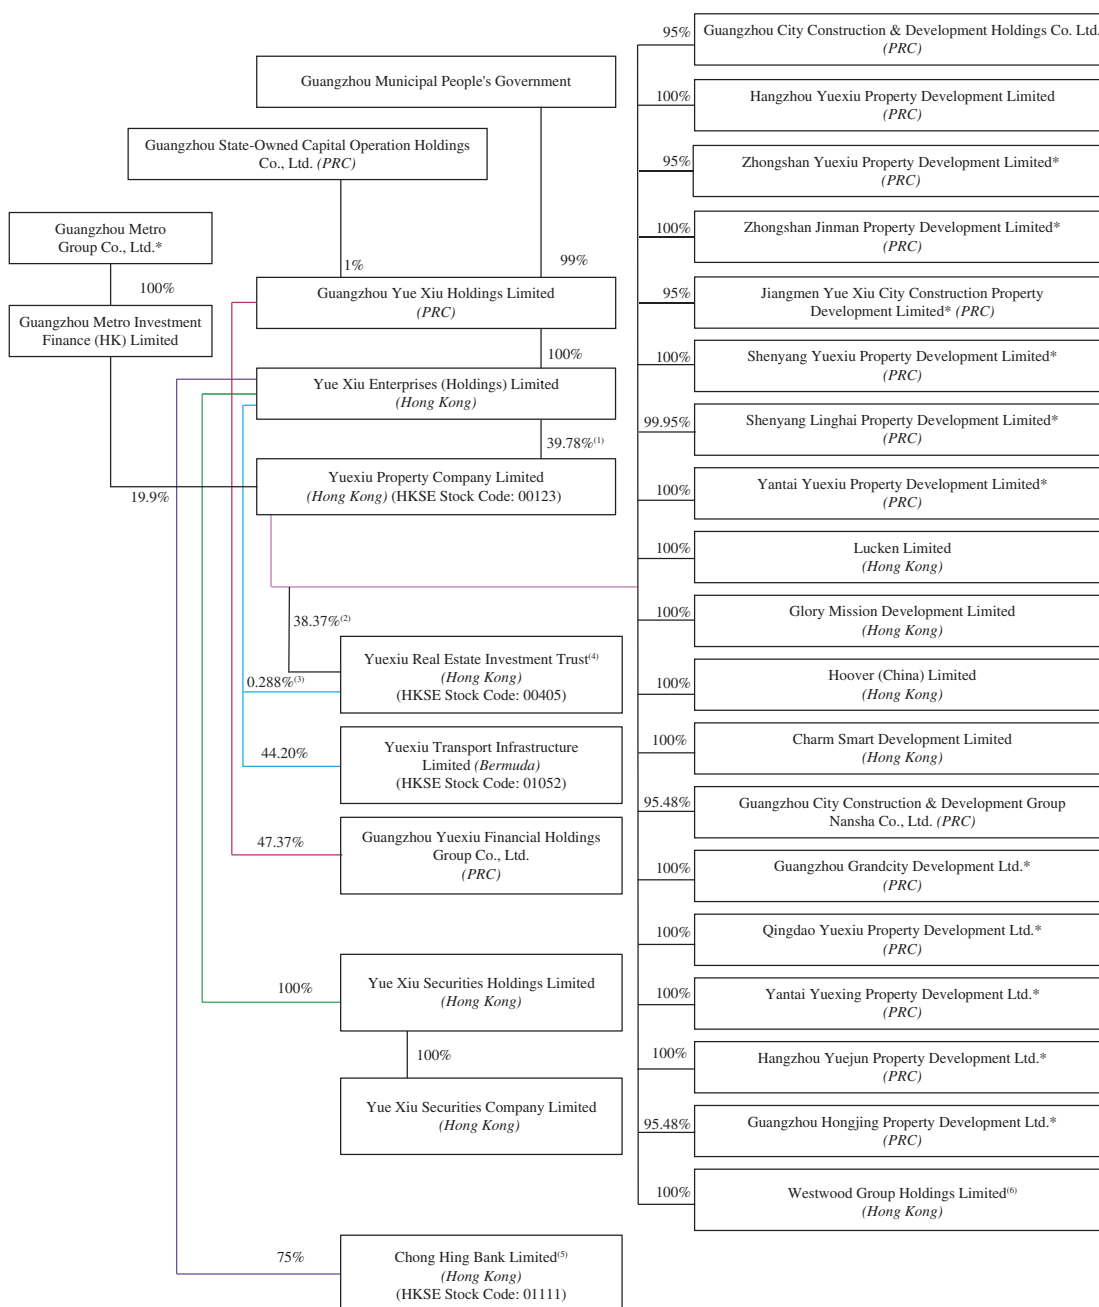 Guangzhou Municipal People's Government
Guangzhou State-Owned Capital Operation Holdings
Co., Ltd. (PRC)
Guangzhou Metro
Group Co., Ltd.*
1%
99%
100%
Guangzhou Yue Xiu Holdings Limited
(PRC)
Guangzhou Metro Investment
Finance (HK) Limited
100%
Yue Xiu Enterprises (Holdings) Limited
(Hong Kong)
39.78%(1)
Yuexiu Property Company Limited
(Hong Kong) (HKSE Stock Code: 00123)
19.9%
38.37%(2)
Yuexiu Real Estate Investment Trust(4)
(Hong Kong)
(HKSE Stock Code: 00405)
0.288%(3)
44.20%
Yuexiu Transport Infrastructure
Limited (Bermuda)
(HKSE Stock Code: 01052)
47.37%
Guangzhou Yuexiu Financial Holdings
Group Co., Ltd.
(PRC)
100%
Yue Xiu Securities Holdings Limited
(Hong Kong)
100%
Yue Xiu Securities Company Limited
(Hong Kong)
75%
Chong Hing Bank Limited(5)
(Hong Kong)
(HKSE Stock Code: 01111)
95%
Guangzhou City Construction & Development Holdings Co. Ltd.
(PRC)
100%
Hangzhou Yuexiu Property Development Limited
(PRC)
95%
Zhongshan Yuexiu Property Development Limited*
(PRC)
100%
Zhongshan Jinman Property Development Limited*
(PRC)
95%
Jiangmen Yue Xiu City Construction Property
Development Limited* (PRC)
100%
Shenyang Yuexiu Property Development Limited*
(PRC)
99.95%
Shenyang Linghai Property Development Limited*
(PRC)
100%
Yantai Yuexiu Property Development Limited*
(PRC)
100%
Lucken Limited
(Hong Kong)
100%
Glory Mission Development Limited
(Hong Kong)
100%
Hoover (China) Limited
(Hong Kong)
100%
Charm Smart Development Limited
(Hong Kong)
95.48%
Guangzhou City Construction & Development Group
Nansha Co., Ltd. (PRC)
100%
Guangzhou Grandcity Development Ltd.*
(PRC)
100%
Qingdao Yuexiu Property Development Ltd.*
(PRC)
100%
Yantai Yuexing Property Development Ltd.*
(PRC)
100%
Hangzhou Yuejun Property Development Ltd.*
(PRC)
95.48%
Guangzhou Hongjing Property Development Ltd.*
(PRC)
100%
Westwood Group Holdings Limited(6)
(Hong Kong)